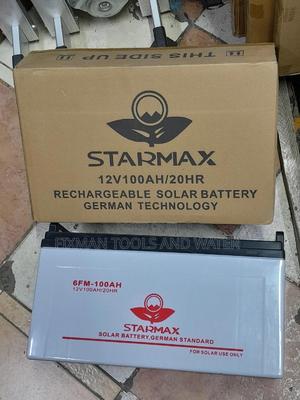 THIS SIDE UP
STARMAX
12V100AH/20HR
RECHARGEABLE SOLAR BATTERY
GERMAN TECHNOLOGY
FIXMAN TOOLS AND WATER
6FM-100AH
12V100AH/20HR
STARMAX
SOLAR BATTERY,GERMAN STANDARD
FOR SOLAR USE ONLY